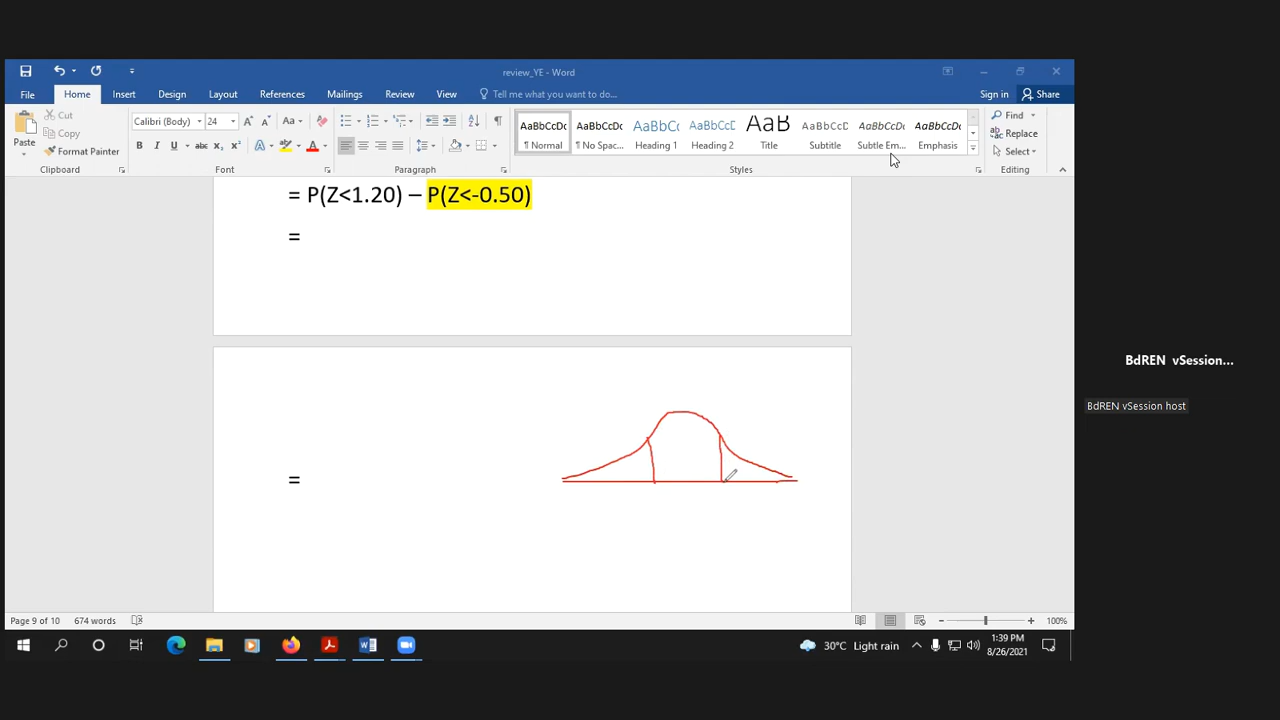 review_YE - Word
File Home Insert Design Layout References Mailings Review View Tell me what you want to do... Sign in Share
Paste Cut Copy Format Painter Clipboard
Calibri (Body) 24 Font
Paragraph
AaBbCcDc ¶ Normal
AaBbCcDc ¶ No Spac...
AaBbCc Heading 1
AaBbCcD Heading 2
AaB Title
AaBbCcD Subtitle
AaBbCcDc Subtle Em...
AaBbCcDc Emphasis
Styles
Find Replace Select Editing
= P(Z<1.20) – P(Z<-0.50)
=
=
BdREN vSession...
BdREN vSession host
Page 9 of 10 674 words 100%
30°C Light rain 1:39 PM
8/26/2021